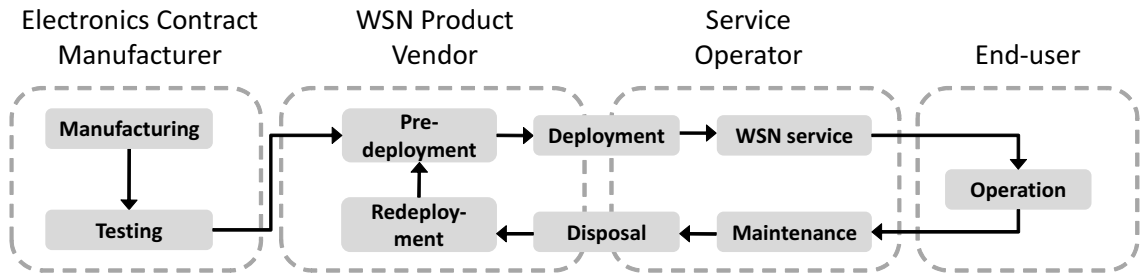 Electronics Contract
Manufacturer
WSN Product
Vendor
Service
Operator
End-user
Manufacturing
Testing
Pre-
deployment
Redeploy-
ment
Deployment
Disposal
WSN service
Maintenance
Operation